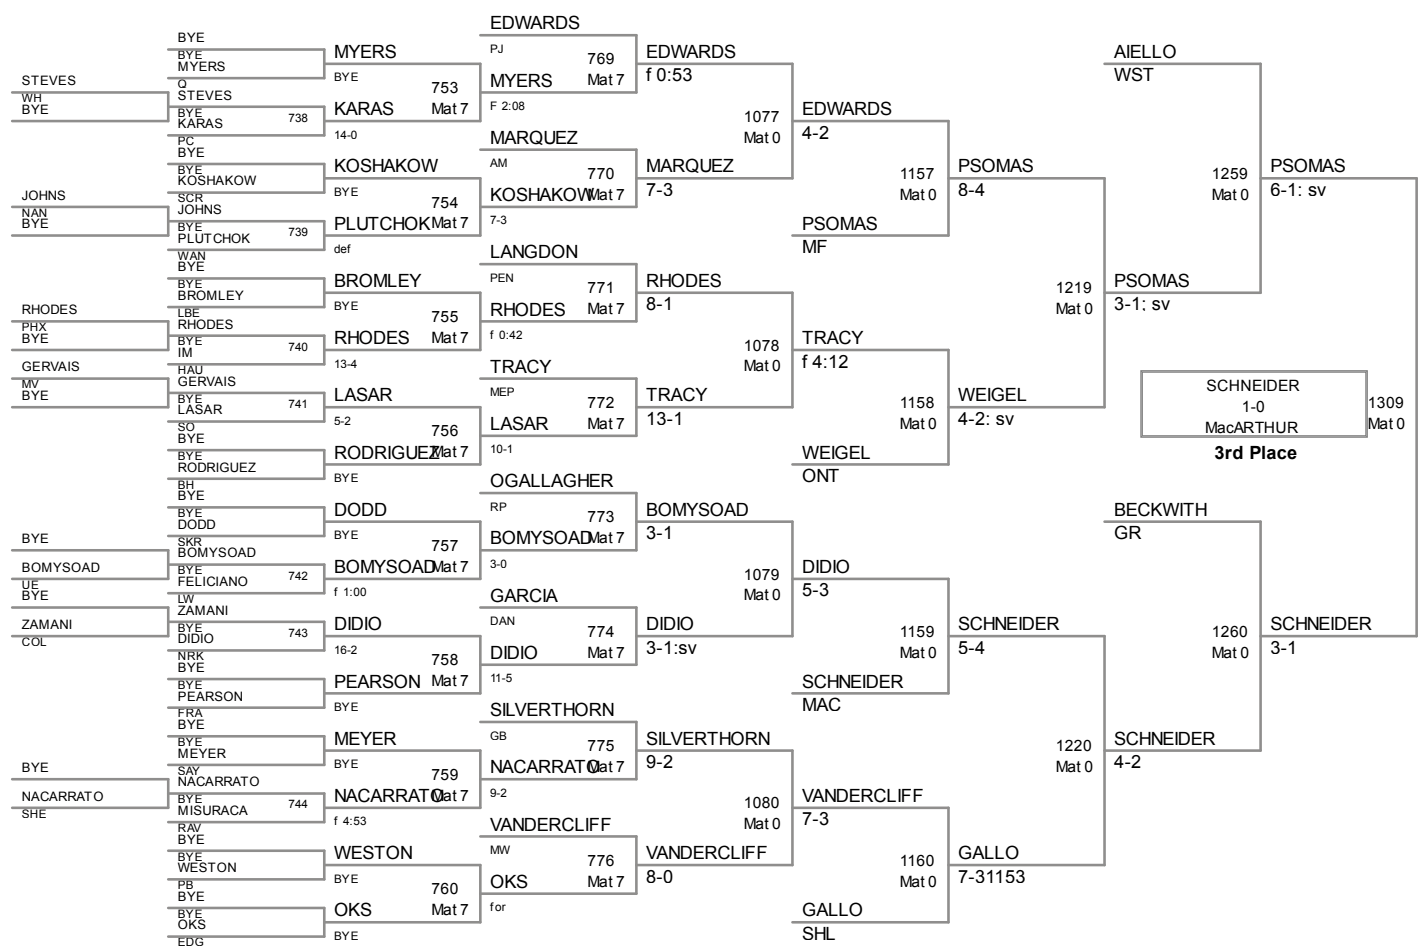 STEVES
WH
BYE
JOHNS
NAN
BYE
RHODES
PHX
BYE
GERVAIS
MV
BYE
BYE
BOMYSOAD
UE
BYE
ZAMANI
COL
BYE
NACARRATO
SHE
BYE
BYE
MYERS
Q
STEVES
BYE
KARAS
738
PC
BYE
BYE
KOSHAKOW
SCR
JOHNS
BYE
PLUTCHOK
739
WAN
BYE
BYE
BROMLEY
LBE
RHODES
BYE
IM
740
HAU
GERVAIS
BYE
LASAR
741
SO
BYE
BYE
RODRIGUEZ
BH
BYE
BYE
DODD
SKR
BOMYSOAD
BYE
FELICIANO
742
LW
ZAMANI
BYE
DIDIO
743
NRK
BYE
BYE
PEARSON
FRA
BYE
BYE
MEYER
SAY
NACARRATO
BYE
MISURACA
744
RAV
BYE
BYE
WESTON
PB
BYE
BYE
OKS
EDG
MYERS
BYE
753
Mat 7
KARAS
14-0
KOSHAKOW
BYE
754
Mat 7
PLUTCHOK
def
BROMLEY
BYE
755
Mat 7
RHODES
13-4
LASAR
5-2
756
Mat 7
RODRIGUEZ
BYE
DODD
BYE
757
Mat 7
BOMYSOAD
f 1:00
DIDIO
16-2
758
Mat 7
PEARSON
BYE
MEYER
BYE
759
Mat 7
NACARRATO
f 4:53
WESTON
BYE
760
Mat 7
OKS
BYE
EDWARDS
PJ
769
Mat 7
MYERS
F 2:08
MARQUEZ
AM
770
Mat 7
KOSHAKOW
7-3
LANGDON
PEN
771
Mat 7
RHODES
f 0:42
TRACY
MEP
772
Mat 7
LASAR
10-1
OGALLAGHER
RP
773
Mat 7
BOMYSOAD
3-0
GARCIA
DAN
774
Mat 7
DIDIO
11-5
SILVERTHORN
GB
775
Mat 7
NACARRATO
9-2
VANDERCLIFF
MW
776
Mat 7
OKS
for
EDWARDS
f 0:53
1077
Mat 0
MARQUEZ
7-3
RHODES
8-1
1078
Mat 0
TRACY
13-1
BOMYSOAD
3-1
1079
Mat 0
DIDIO
3-1:sv
SILVERTHORN
9-2
1080
Mat 0
VANDERCLIFF
8-0
EDWARDS
4-2
1157
Mat 0
PSOMAS
MF
TRACY
f 4:12
1158
Mat 0
WEIGEL
ONT
DIDIO
5-3
1159
Mat 0
SCHNEIDER
MAC
VANDERCLIFF
7-3
1160
Mat 0
GALLO
SHL
PSOMAS
8-4
1219
Mat 0
WEIGEL
4-2: sv
SCHNEIDER
5-4
1220
Mat 0
GALLO
7-31153
AIELLO
WST
1259
Mat 0
PSOMAS
3-1: sv
BECKWITH
GR
1260
Mat 0
SCHNEIDER
4-2
PSOMAS
6-1: sv
SCHNEIDER
1-0
MacARTHUR
1309
Mat 0
3rd Place
SCHNEIDER
3-1